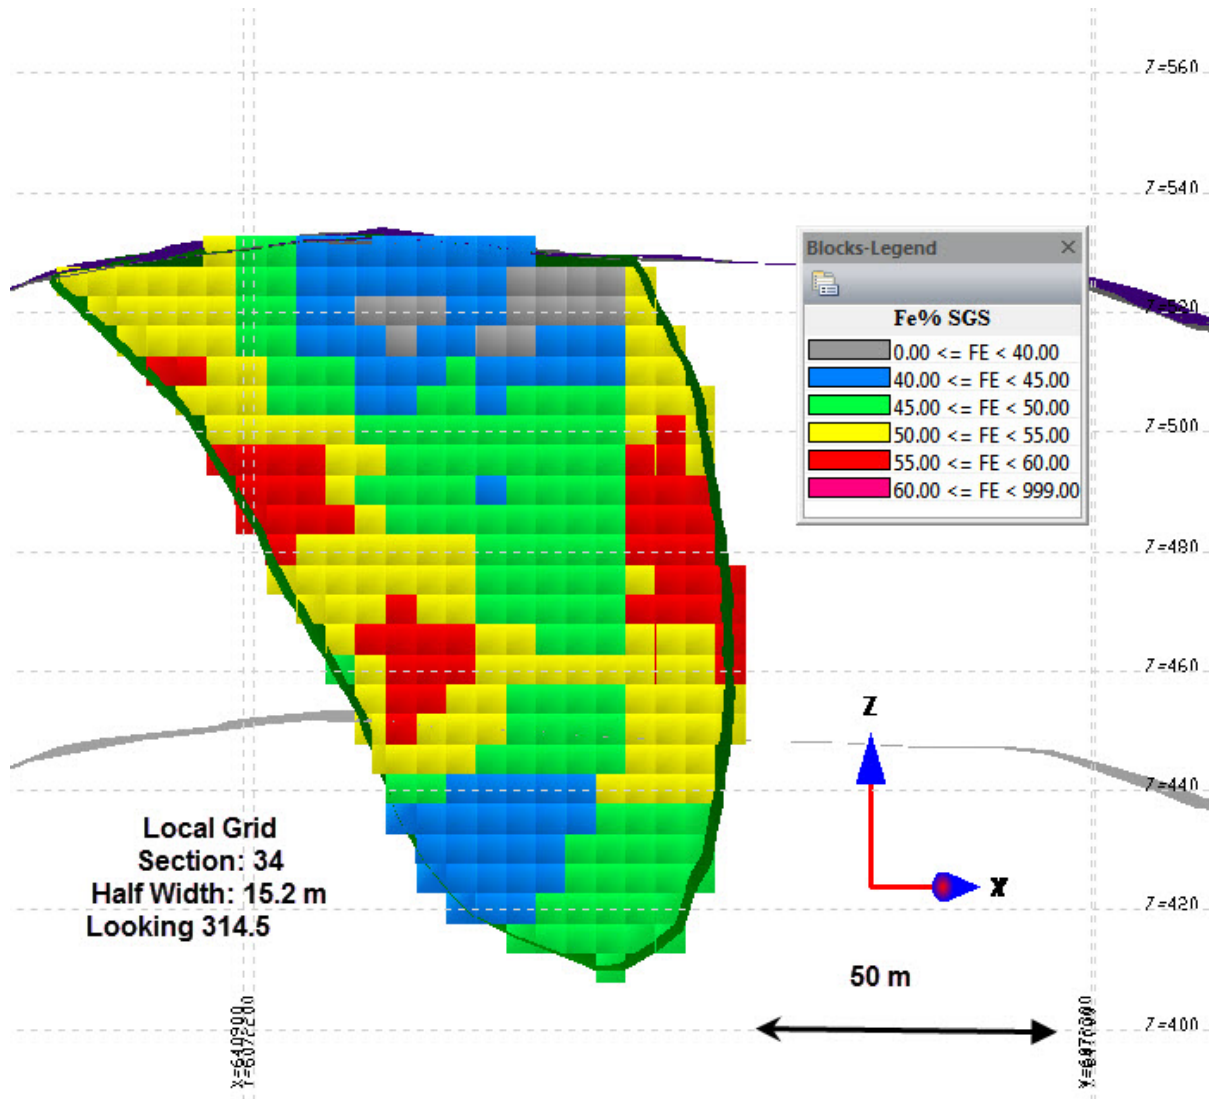 Z=560
Z=540
Blocks-Legend
Fe% SGS
0.00 <= FE < 40.00
40.00 <= FE < 45.00
45.00 <= FE < 50.00
50.00 <= FE < 55.00
55.00 <= FE < 60.00
60.00 <= FE < 999.00
Z=500
Z=480
Z=460
Z
Z=440
Local Grid
Section: 34
Half Width: 15.2 m
Looking 314.5
X
Z=420
50 m
Z=400